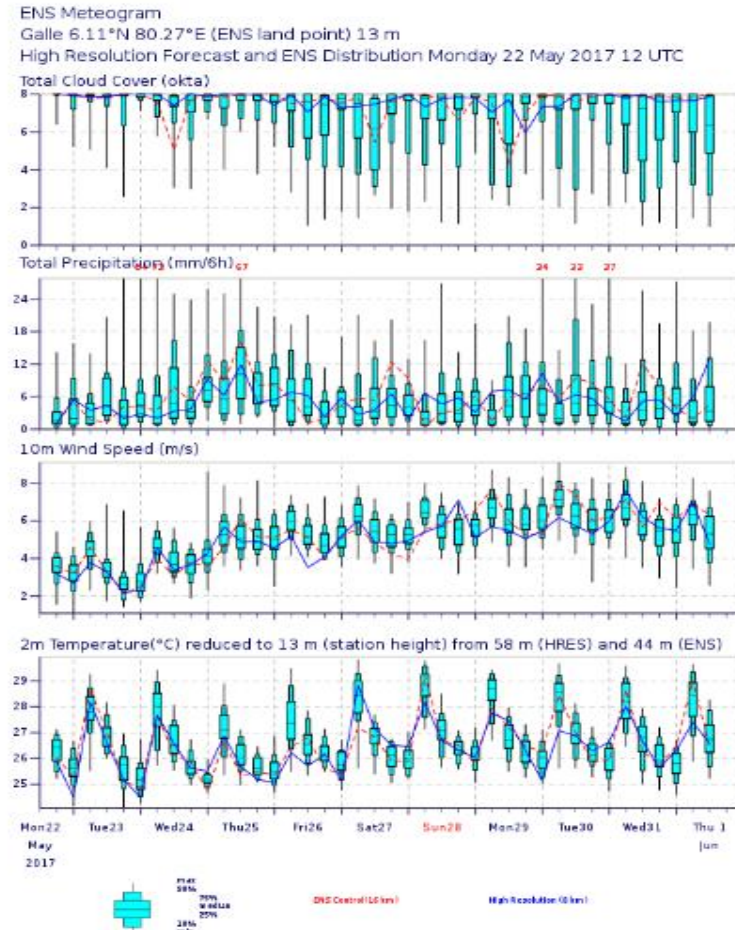 ENS Meteogram
Galle 6.11°N 80.27°E (ENS land point) 13 m
High Resolution Forecast and ENS Distribution Monday 22 May 2017 12 UTC
Total Cloud Cover (okta)
8
6
4
2
0
Total Precipitation (mm/6h)
67 24 22 27
24
18
12
6
0
10m Wind Speed (m/s)
8
6
4
2
2m Temperature(°C) reduced to 13 m (station height) from 58 m (HRES) and 44 m (ENS)
29
28
27
26
25
Mon22 Tue23 Wed24 Thu25 Fri26 Sat27 Sun28 Mon29 Tue30 Wed31 Thu 1
May Jun
2017
max
90%
75%
median
25%
10%
ENS Control(16 km) High Resolution (8 km)